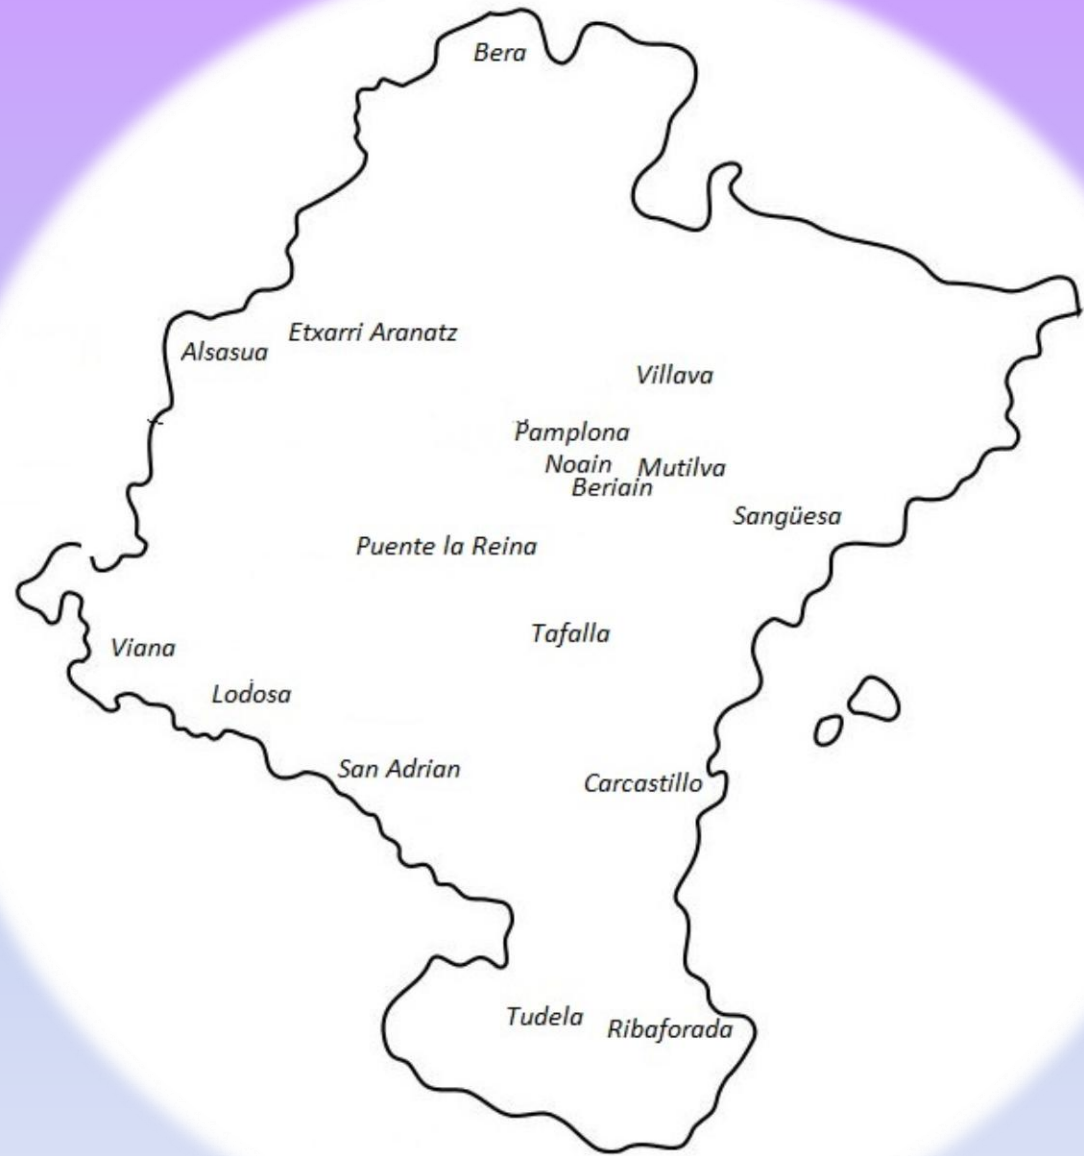 Bera
Etxarri Aranatz
Alsasua
Villava
Pamplona
Noain
Mutilva
Beriain
Sangüesa
Puente la Reina
Tafalla
Viana
Lodosa
San Adrian
Carcastillo
Tudela
Ribaforada